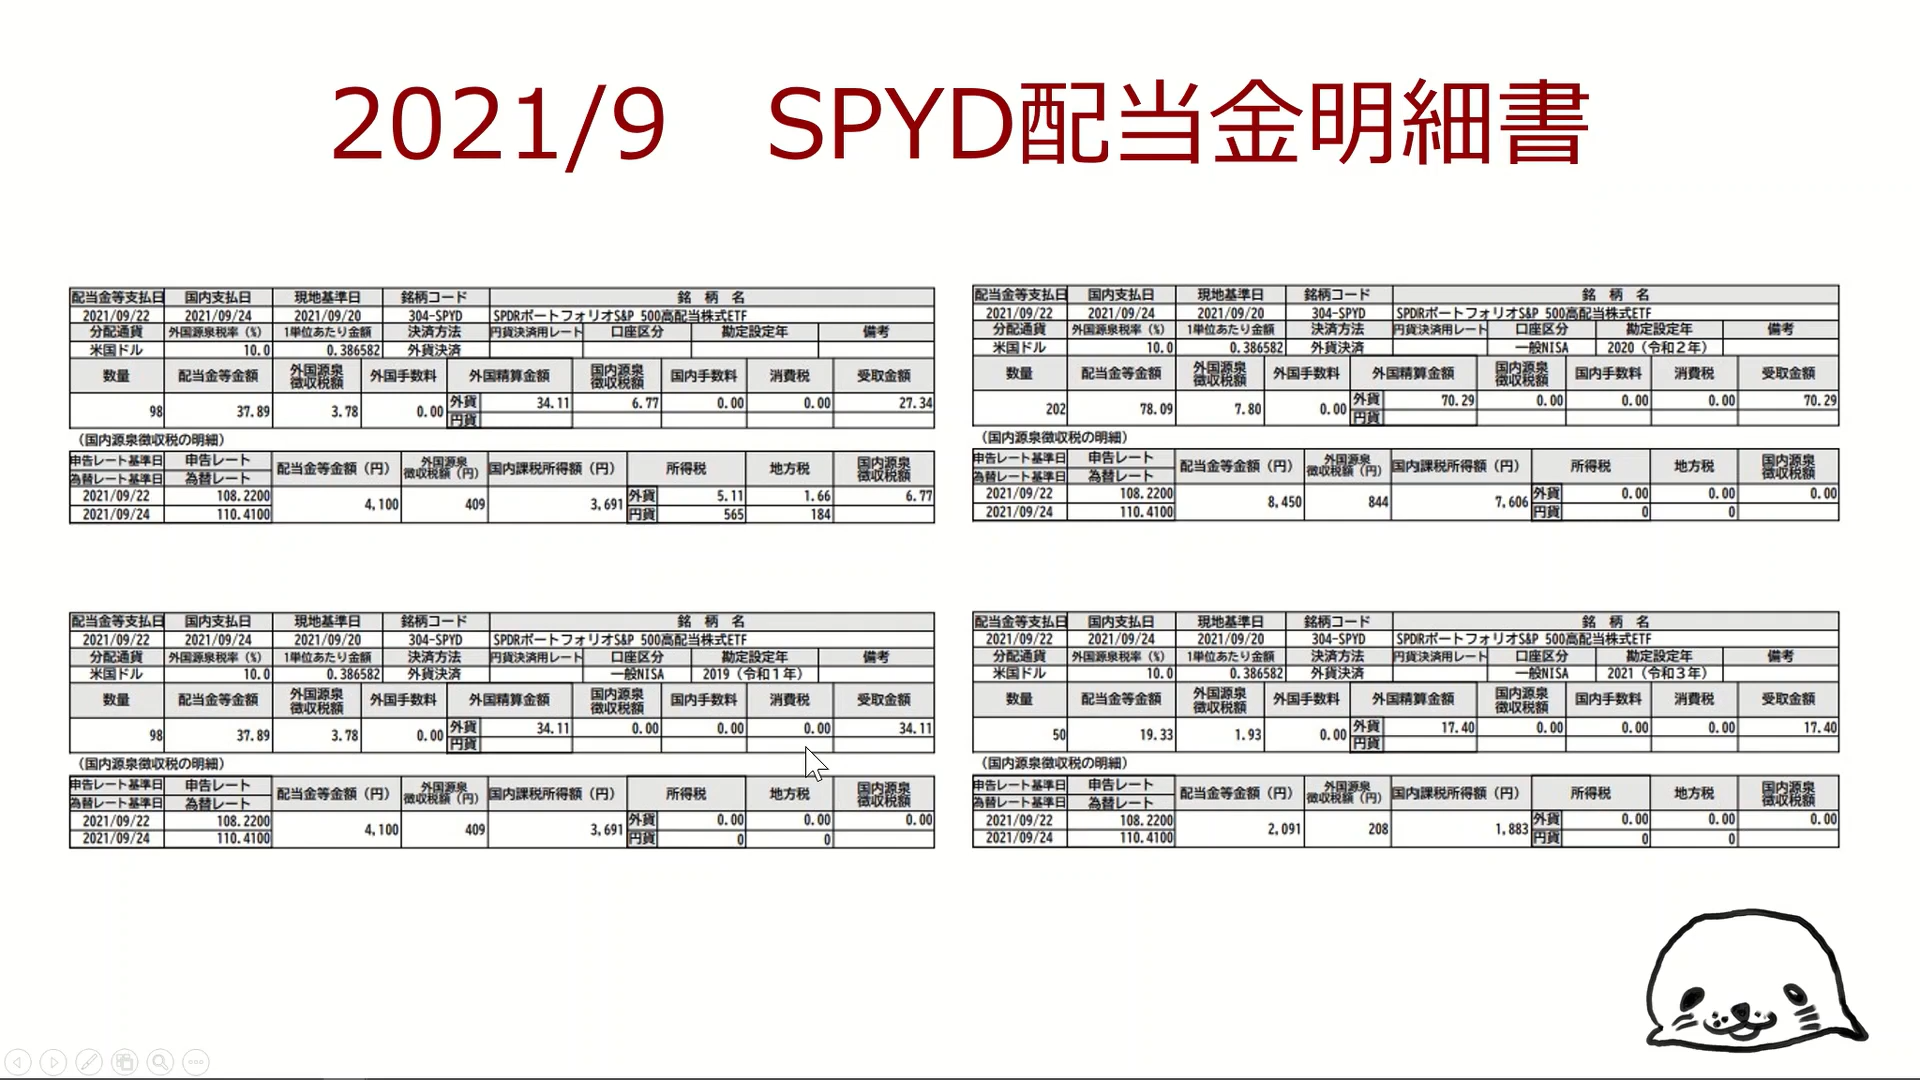 2021/9　SPYD配当金明細書
配当金等支払日 国内支払日 現地基準日 銘柄コード 銘　柄　名
2021/09/22 2021/09/24 2021/09/20 304-SPYD SPDRポートフォリオS&P 500高配当株式ETF
分配通貨 外国源泉税率（%） 1単位あたり金額 決済方法 円貨決済用レート 口座区分 勘定設定年 備考
米国ドル 10.0 0.386582 外貨決済
数量 配当金等金額 外国源泉徴収税額 外国手数料 外国精算金額 国内源泉徴収税額 国内手数料 消費税 受取金額
98 37.89 3.78 0.00 外貨 34.11 6.77 0.00 0.00 27.34
円貨
（国内源泉徴収税の明細）
申告レート基準日 申告レート 配当金等金額（円） 外国源泉徴収税額（円） 国内課税所得額（円） 所得税 地方税 国内源泉徴収税額
為替レート基準日 為替レート
2021/09/22 108.2200 4,100 409 3,691 外貨 5.11 1.66 6.77
2021/09/24 110.4100 円貨 565 184
配当金等支払日 国内支払日 現地基準日 銘柄コード 銘　柄　名
2021/09/22 2021/09/24 2021/09/20 304-SPYD SPDRポートフォリオS&P 500高配当株式ETF
分配通貨 外国源泉税率（%） 1単位あたり金額 決済方法 円貨決済用レート 口座区分 勘定設定年 備考
米国ドル 10.0 0.386582 外貨決済 一般NISA 2020（令和２年）
数量 配当金等金額 外国源泉徴収税額 外国手数料 外国精算金額 国内源泉徴収税額 国内手数料 消費税 受取金額
202 78.09 7.80 0.00 外貨 70.29 0.00 0.00 0.00 70.29
円貨
（国内源泉徴収税の明細）
申告レート基準日 申告レート 配当金等金額（円） 外国源泉徴収税額（円） 国内課税所得額（円） 所得税 地方税 国内源泉徴収税額
為替レート基準日 為替レート
2021/09/22 108.2200 8,450 844 7,606 外貨 0.00 0.00 0.00
2021/09/24 110.4100 円貨 0 0
配当金等支払日 国内支払日 現地基準日 銘柄コード 銘　柄　名
2021/09/22 2021/09/24 2021/09/20 304-SPYD SPDRポートフォリオS&P 500高配当株式ETF
分配通貨 外国源泉税率（%） 1単位あたり金額 決済方法 円貨決済用レート 口座区分 勘定設定年 備考
米国ドル 10.0 0.386582 外貨決済 一般NISA 2019（令和１年）
数量 配当金等金額 外国源泉徴収税額 外国手数料 外国精算金額 国内源泉徴収税額 国内手数料 消費税 受取金額
98 37.89 3.78 0.00 外貨 34.11 0.00 0.00 0.00 34.11
円貨
（国内源泉徴収税の明細）
申告レート基準日 申告レート 配当金等金額（円） 外国源泉徴収税額（円） 国内課税所得額（円） 所得税 地方税 国内源泉徴収税額
為替レート基準日 為替レート
2021/09/22 108.2200 4,100 409 3,691 外貨 0.00 0.00 0.00
2021/09/24 110.4100 円貨 0 0
配当金等支払日 国内支払日 現地基準日 銘柄コード 銘　柄　名
2021/09/22 2021/09/24 2021/09/20 304-SPYD SPDRポートフォリオS&P 500高配当株式ETF
分配通貨 外国源泉税率（%） 1単位あたり金額 決済方法 円貨決済用レート 口座区分 勘定設定年 備考
米国ドル 10.0 0.386582 外貨決済 一般NISA 2021（令和３年）
数量 配当金等金額 外国源泉徴収税額 外国手数料 外国精算金額 国内源泉徴収税額 国内手数料 消費税 受取金額
50 19.33 1.93 0.00 外貨 17.40 0.00 0.00 0.00 17.40
円貨
（国内源泉徴収税の明細）
申告レート基準日 申告レート 配当金等金額（円） 外国源泉徴収税額（円） 国内課税所得額（円） 所得税 地方税 国内源泉徴収税額
為替レート基準日 為替レート
2021/09/22 108.2200 2,091 208 1,883 外貨 0.00 0.00 0.00
2021/09/24 110.4100 円貨 0 0